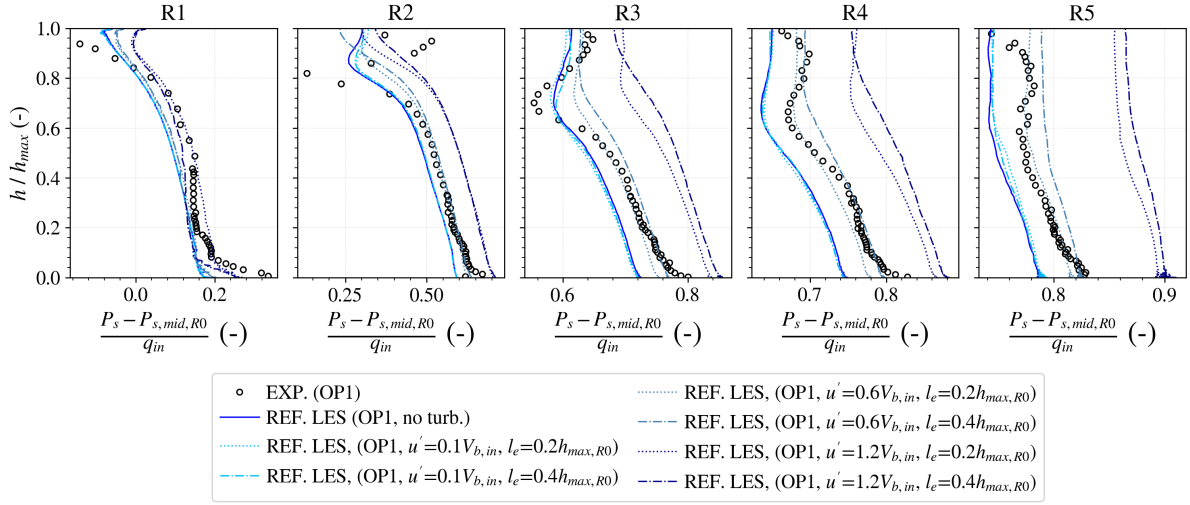 R1 R2 R3 R4 R5
1.0
0.8
0.6
0.4
0.2
0.0
h / h_max (-)
0.0 0.2 0.25 0.50 0.6 0.8 0.7 0.8 0.8 0.9
P_s − P_s,mid,R0 / q_in (-) P_s − P_s,mid,R0 / q_in (-) P_s − P_s,mid,R0 / q_in (-) P_s − P_s,mid,R0 / q_in (-) P_s − P_s,mid,R0 / q_in (-)
EXP. (OP1)
REF. LES (OP1, no turb.)
REF. LES, (OP1, u′=0.1V_b,in, l_e=0.2h_max,R0)
REF. LES, (OP1, u′=0.1V_b,in, l_e=0.4h_max,R0)
REF. LES, (OP1, u′=0.6V_b,in, l_e=0.2h_max,R0)
REF. LES, (OP1, u′=0.6V_b,in, l_e=0.4h_max,R0)
REF. LES, (OP1, u′=1.2V_b,in, l_e=0.2h_max,R0)
REF. LES, (OP1, u′=1.2V_b,in, l_e=0.4h_max,R0)